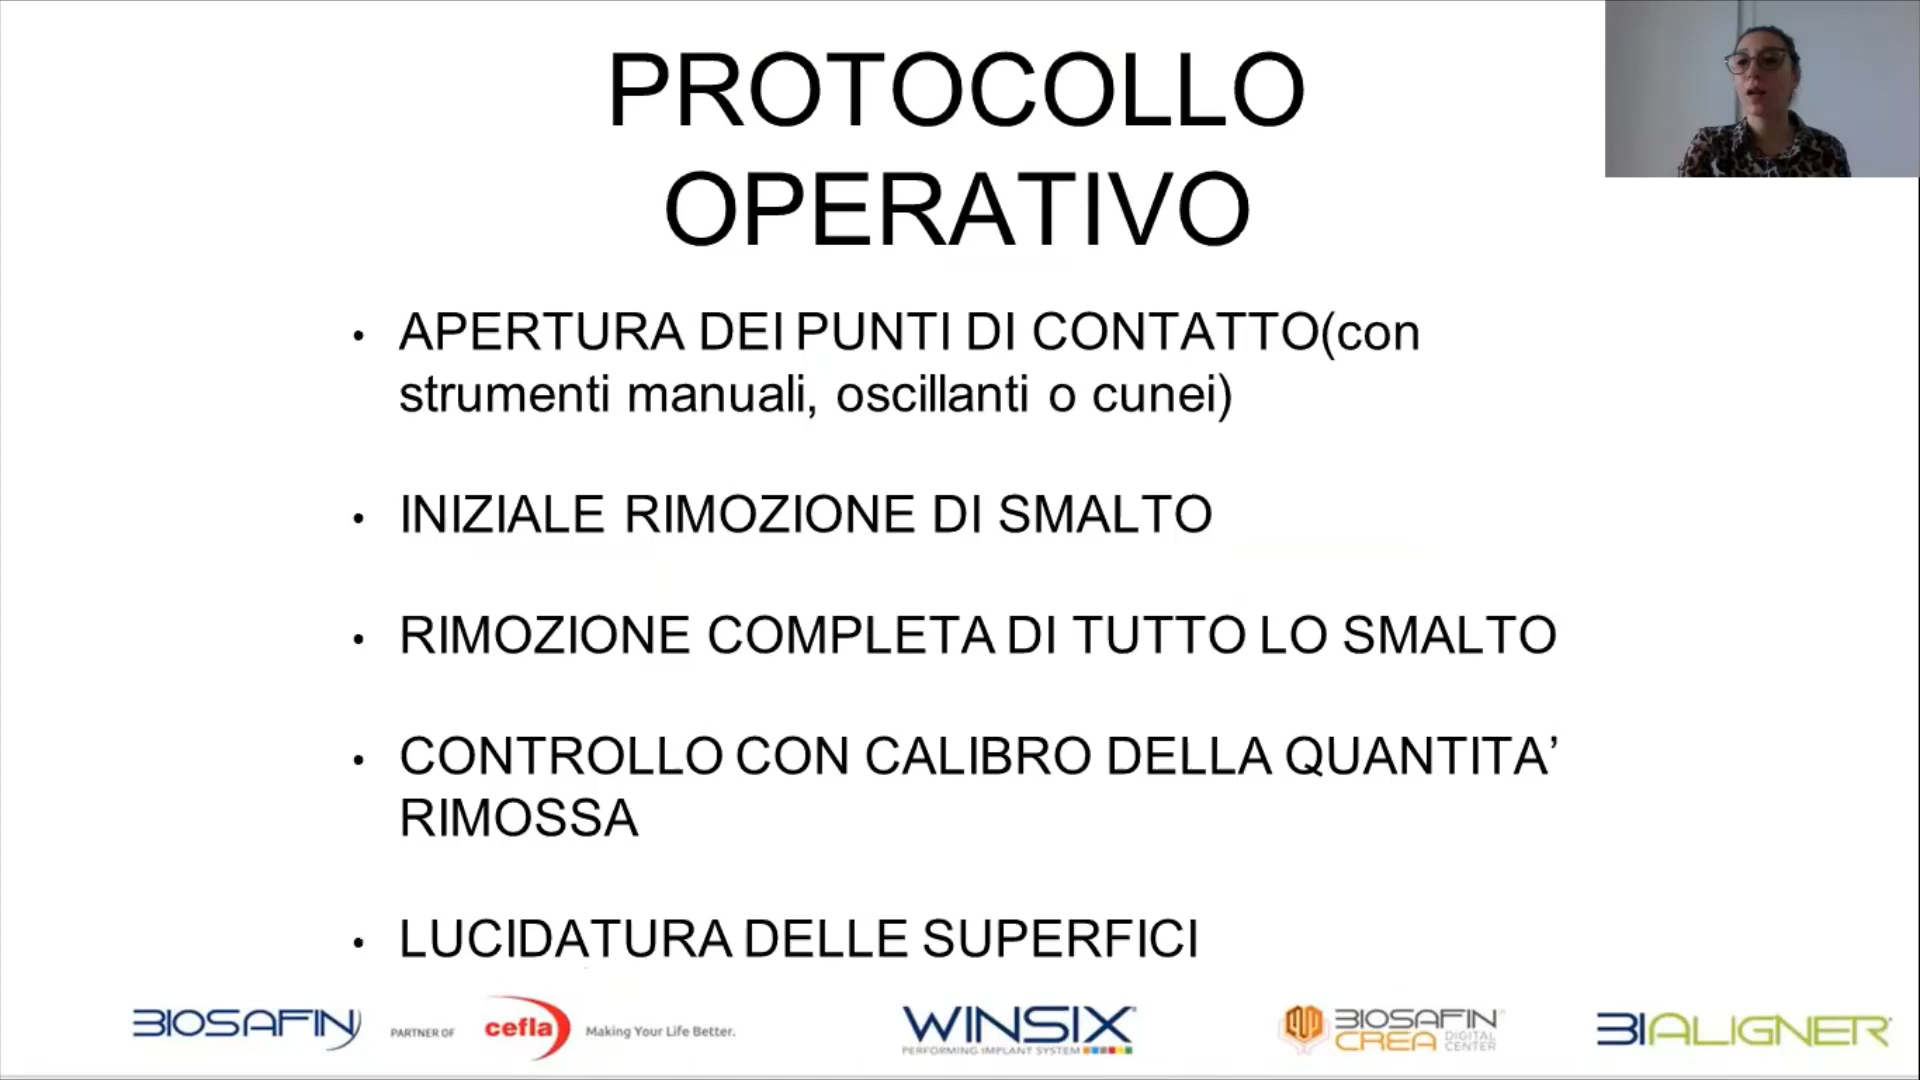 PROTOCOLLO
OPERATIVO
• APERTURA DEI PUNTI DI CONTATTO(con
strumenti manuali, oscillanti o cunei)
• INIZIALE RIMOZIONE DI SMALTO
• RIMOZIONE COMPLETA DI TUTTO LO SMALTO
• CONTROLLO CON CALIBRO DELLA QUANTITA’
RIMOSSA
• LUCIDATURA DELLE SUPERFICI
BIOSAFIN PARTNER OF cefla Making Your Life Better.
WINSIX
PERFORMING IMPLANT SYSTEM
BIOSAFIN
CREA DIGITAL CENTER
BIALIGNER